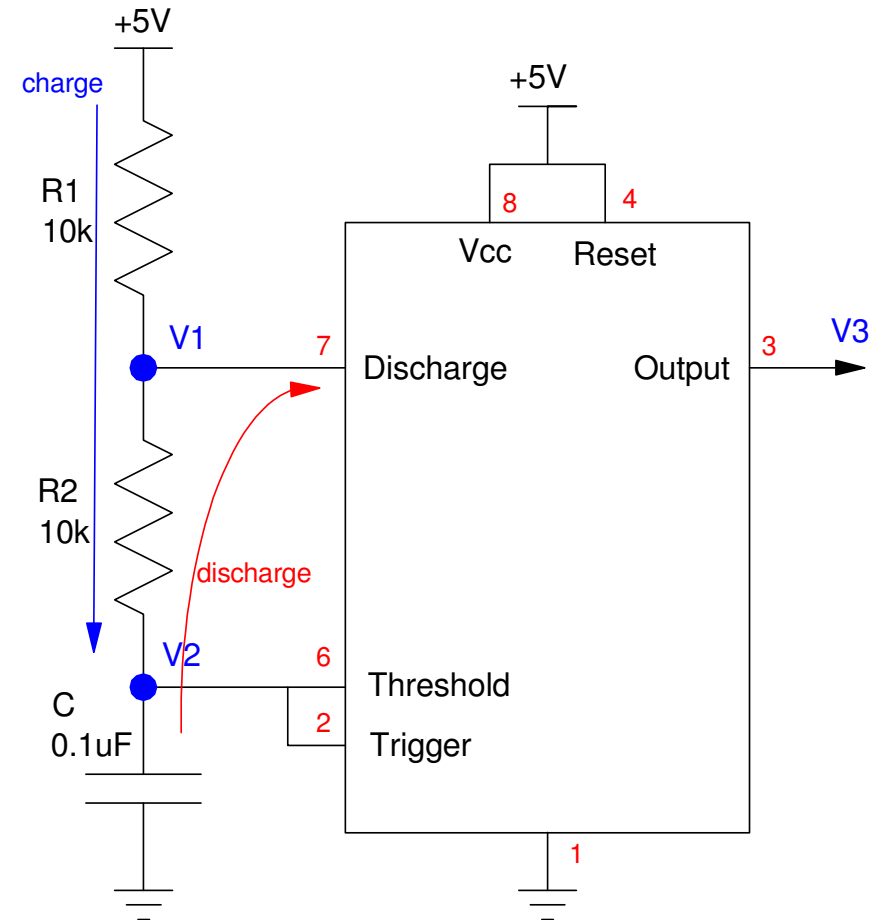 +5V
charge
+5V
R1
10k
8
4
Vcc
Reset
V1
7
V3
3
Discharge
Output
R2
10k
discharge
V2
6
Threshold
C
2
0.1uF
Trigger
1